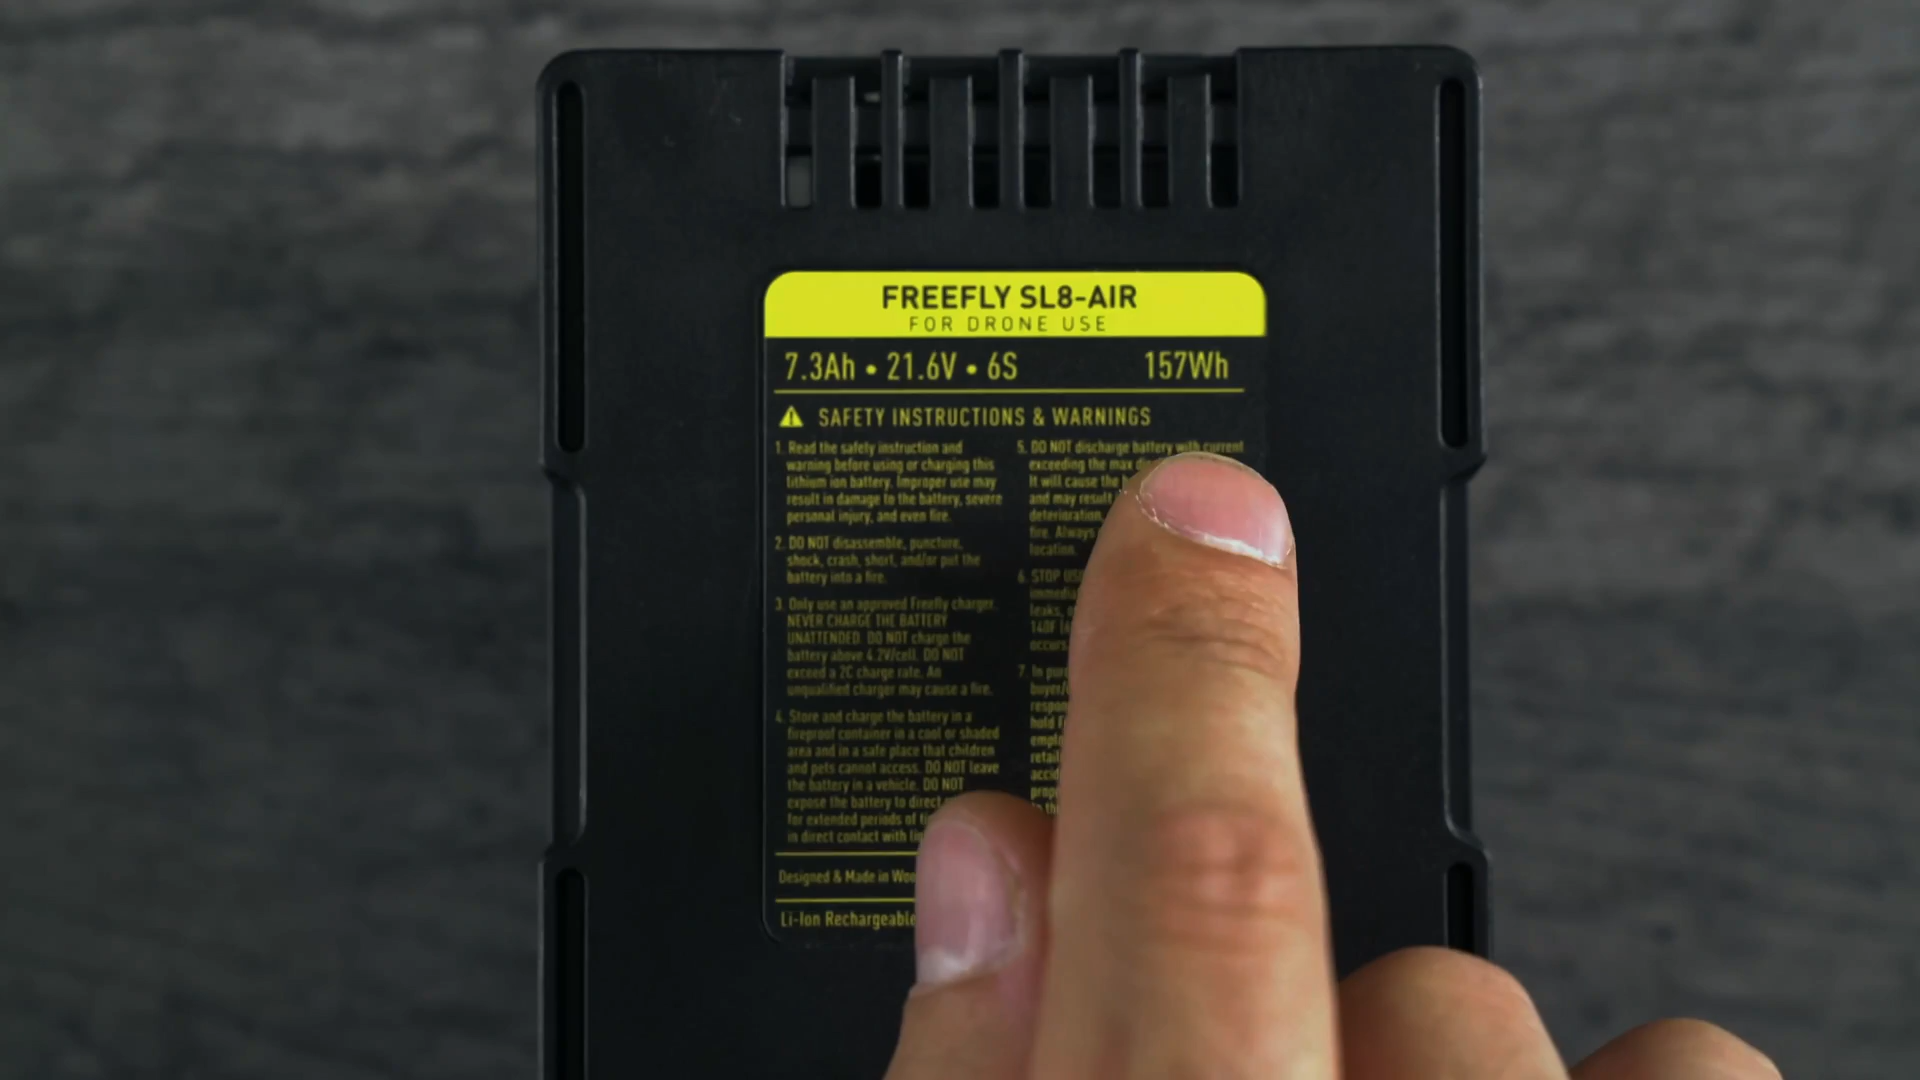 FREEFLY SL8-AIR
FOR DRONE USE
7.3Ah • 21.6V • 6S 157Wh
SAFETY INSTRUCTIONS & WARNINGS
1. Read the safety instruction and
warning before using or charging this
lithium ion battery. Improper use may
result in damage to the battery, severe
personal injury, and even fire.
2. DO NOT disassemble, puncture,
shock, crash, short, and/or put the
battery into a fire.
3. Only use an approved Freefly charger.
NEVER CHARGE THE BATTERY
UNATTENDED. DO NOT charge the
battery above 4.2V/cell. DO NOT
exceed a 2C charge rate. An
unqualified charger may cause a fire.
4. Store and charge the battery in a
fireproof container in a cool or shaded
area and in a safe place that children
and pets cannot access. DO NOT leave
the battery in a vehicle. DO NOT
expose the battery to direct
for extended periods of
in direct contact with
5. DO NOT discharge battery with current
exceeding the max
It will cause the
and may result
deterioration,
fire. Always
location.
6. STOP
leaks,
140F
occurs.
7. In
hold
Designed & Made in
Li-Ion Rechargeable